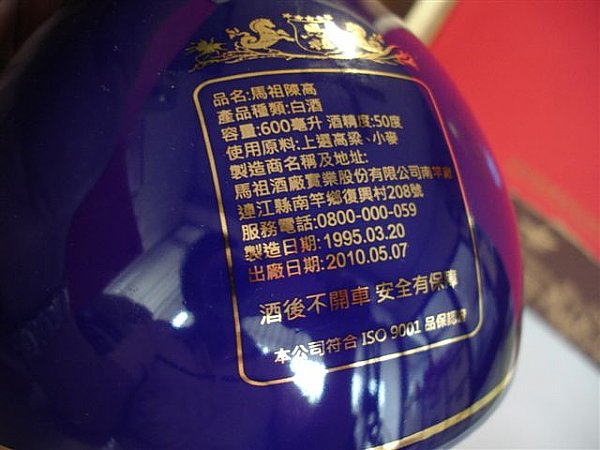 品名:馬祖陳高
產品種類:白酒
容量:600毫升 酒精度:50度
使用原料:上選高粱、小麥
製造商名稱及地址:
馬祖酒廠實業股份有限公司南竿廠
連江縣南竿鄉復興村208號
服務電話:0800-000-059
製造日期:1995.03.20
出廠日期:2010.05.07
酒後不開車 安全有保障
本公司符合 ISO 9001 品保認證